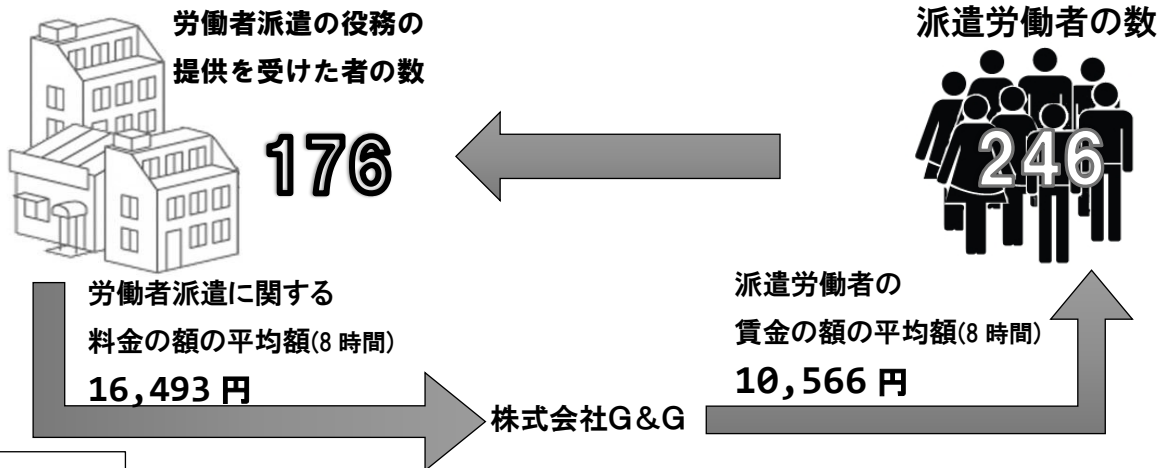 労働者派遣の役務の
提供を受けた者の数
176
派遣労働者の数
246
労働者派遣に関する
料金の額の平均額(8 時間)
16,493 円
派遣労働者の
賃金の額の平均額(8 時間)
10,566 円
株式会社G&G